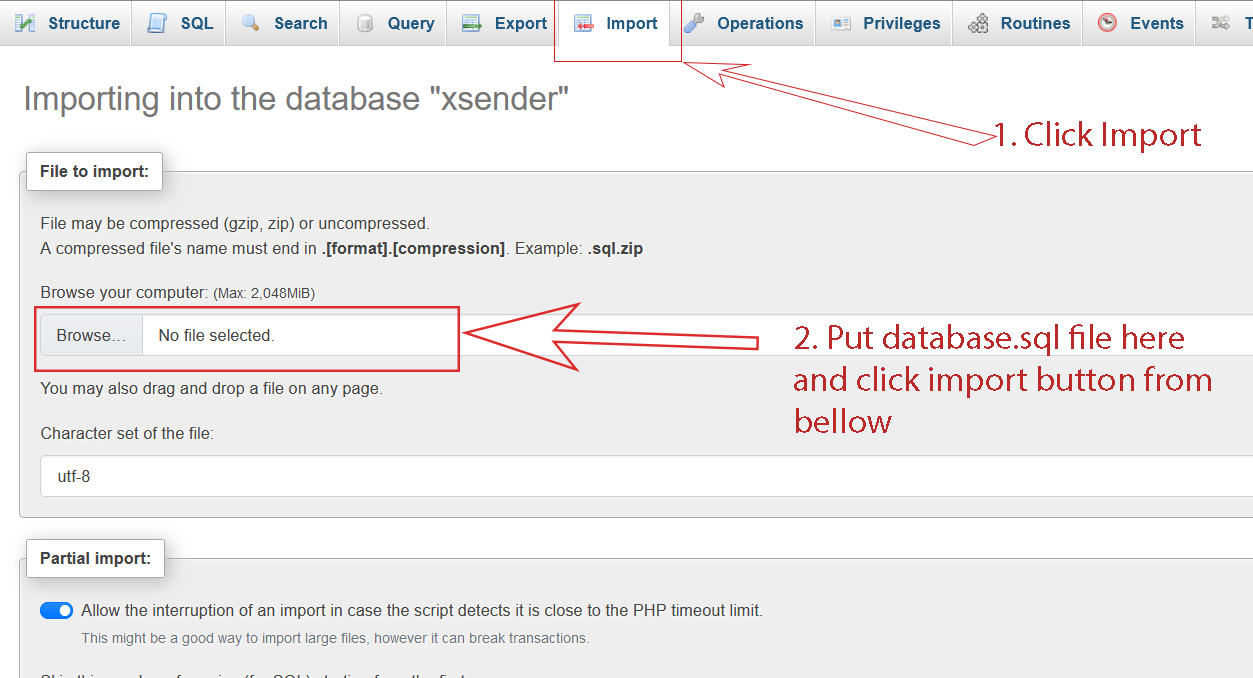 Structure SQL Search Query Export Import Operations Privileges Routines Events
Importing into the database "xsender"
1. Click Import
File to import:
File may be compressed (gzip, zip) or uncompressed.
A compressed file's name must end in .[format].[compression]. Example: .sql.zip
Browse your computer: (Max: 2,048MiB)
Browse... No file selected.
2. Put database.sql file here
and click import button from
bellow
You may also drag and drop a file on any page.
Character set of the file:
utf-8
Partial import:
Allow the interruption of an import in case the script detects it is close to the PHP timeout limit.
This might be a good way to import large files, however it can break transactions.